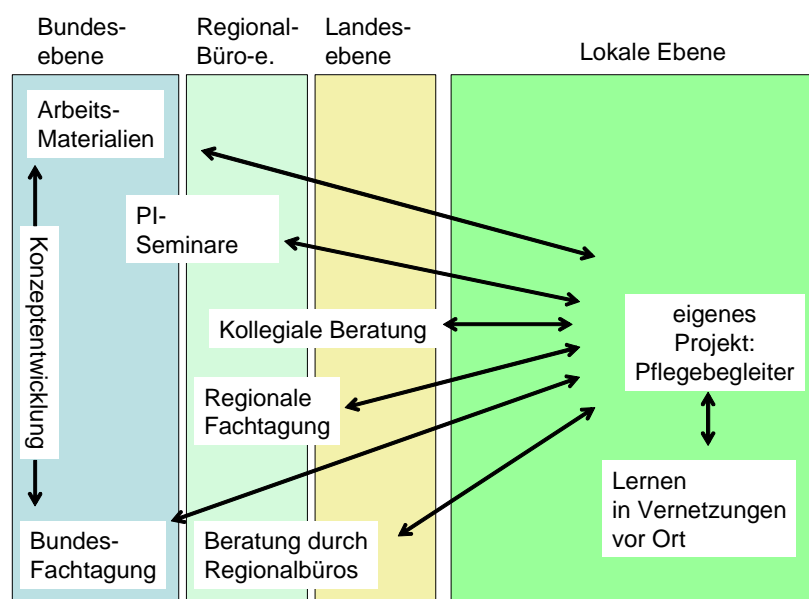 Bundes-
ebene
Regional-
Büro-e.
Landes-
ebene
Lokale Ebene
Arbeits-
Materialien
PI-
Seminare
Konzeptentwicklung
Kollegiale Beratung
eigenes
Projekt:
Pflegebegleiter
Regionale
Fachtagung
Lernen
in Vernetzungen
vor Ort
Bundes-
Fachtagung
Beratung durch
Regionalbüros